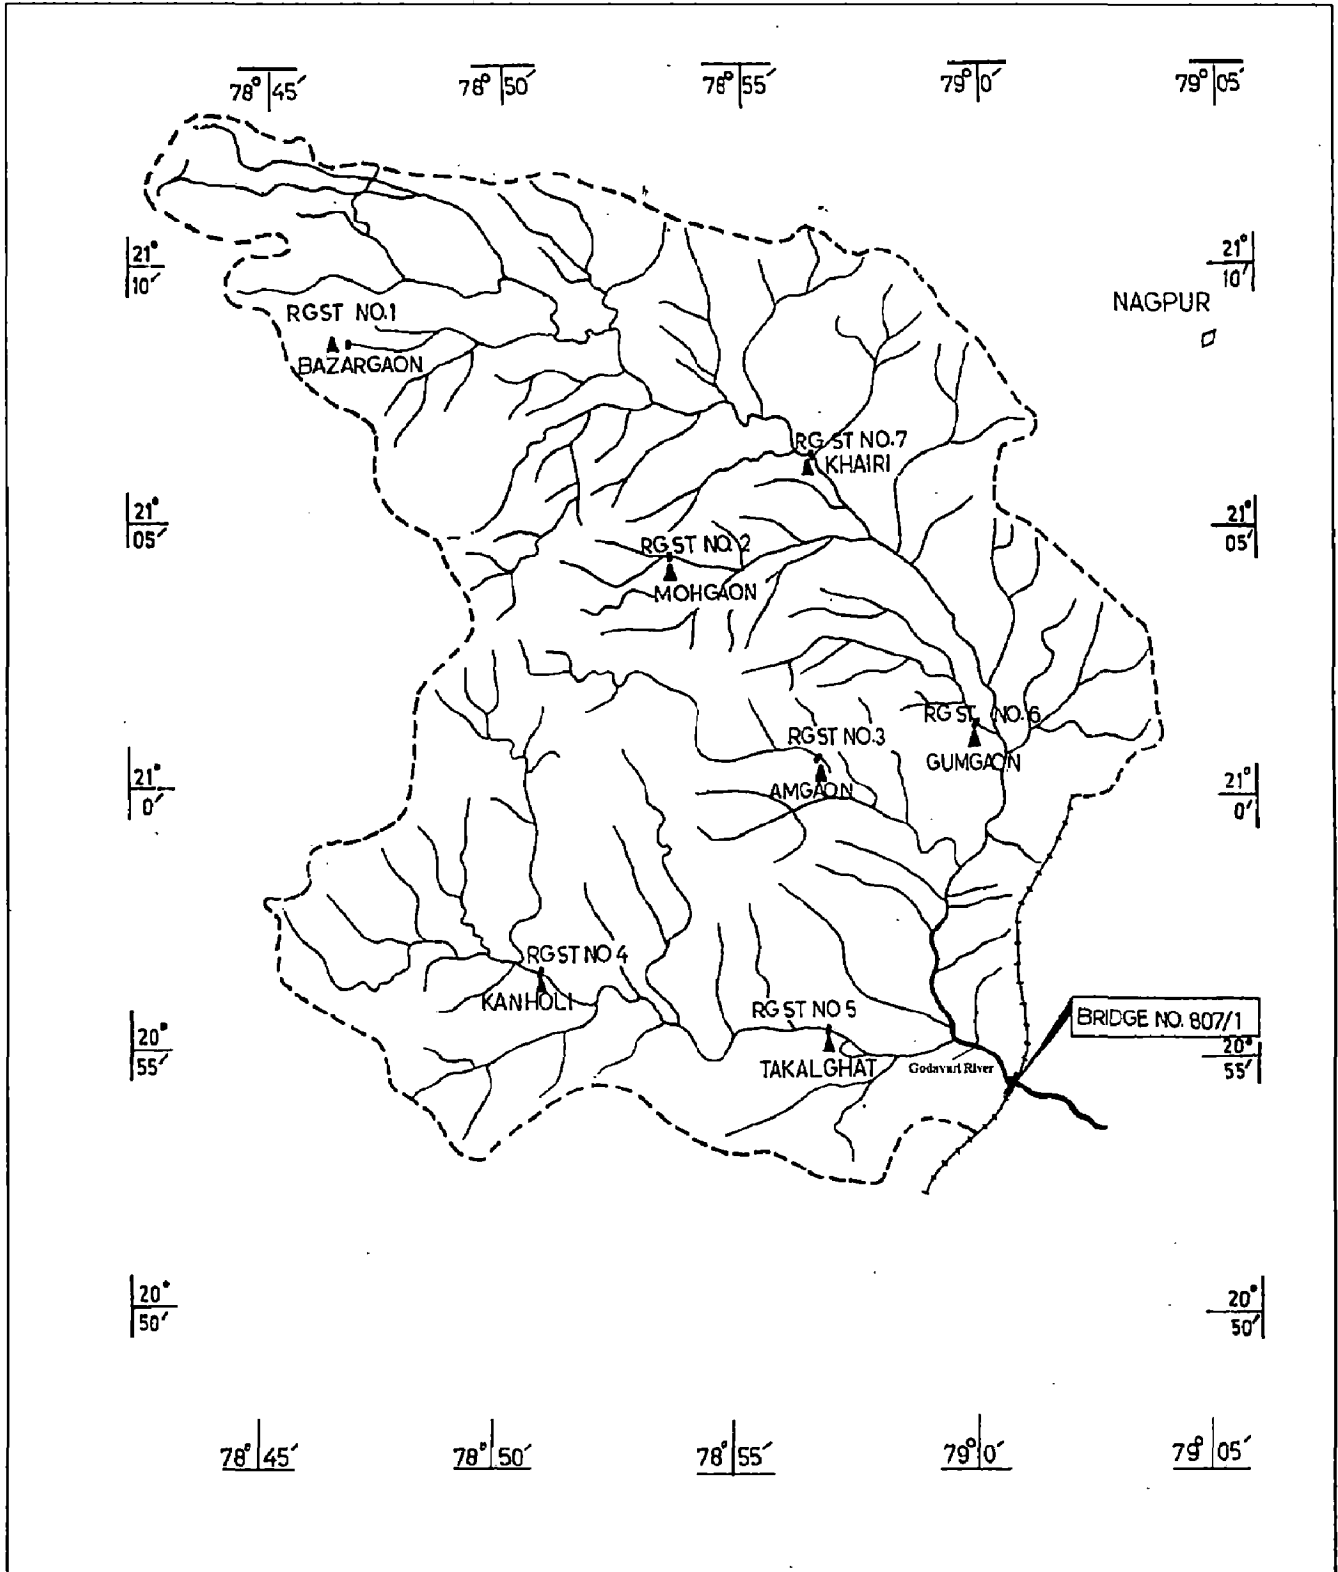 78° 45′ 78° 50′ 78° 55′ 79° 0′ 79° 05′
21° 10′
21° 10′
NAGPUR
RGST NO.1
BAZARGAON
RG ST NO.7
KHAIRI
21° 05′
21° 05′
RG ST NO. 2
MOHGAON
RG ST NO. 6
GUMGAON
RGST NO.3
AMGAON
21° 0′
21° 0′
RG ST NO 4
KANHOLI
RG ST NO 5
TAKALGHAT
Godavari River
BRIDGE NO. 807/1
20° 55′
20° 55′
20° 50′
20° 50′
78° 45′ 78° 50′ 78° 55′ 79° 0′ 79° 05′